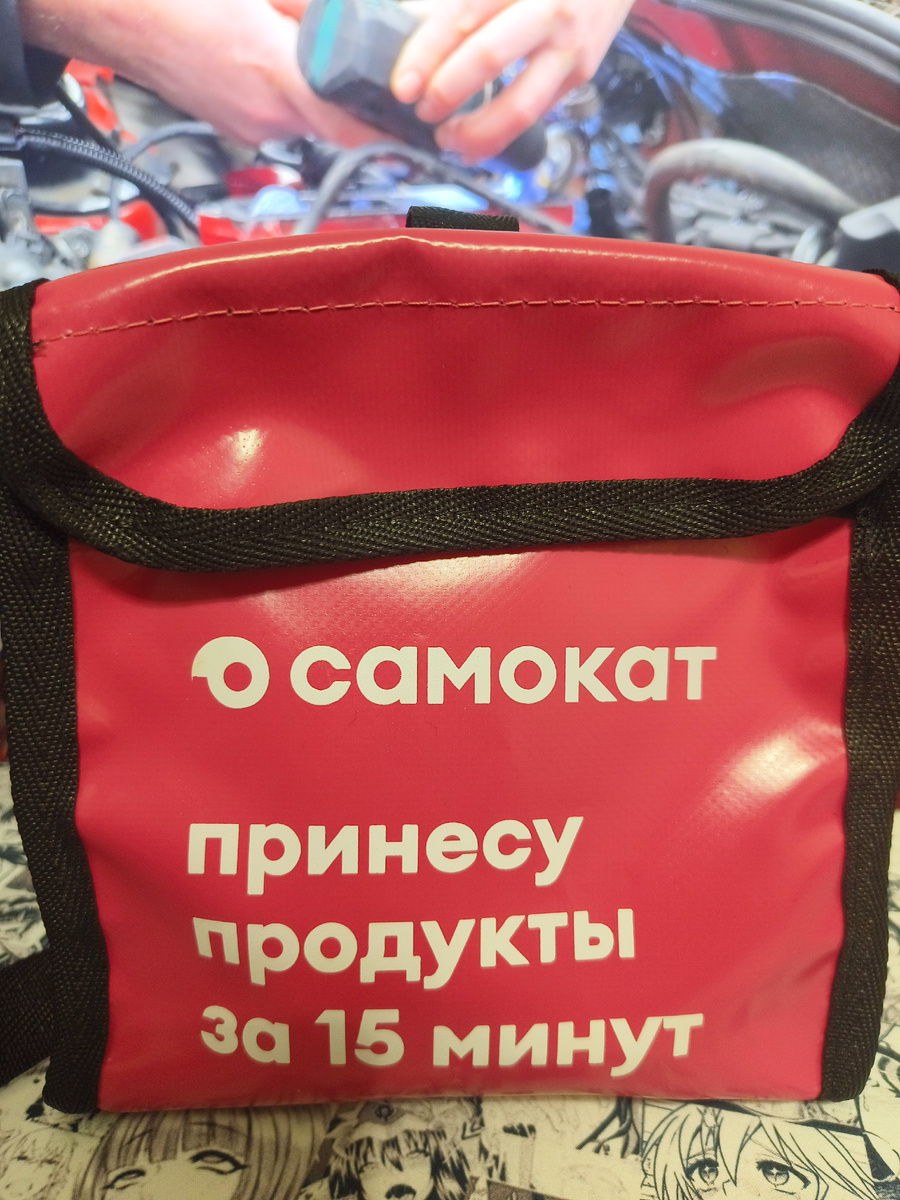 самокат
принесу
продукты
за 15 минут